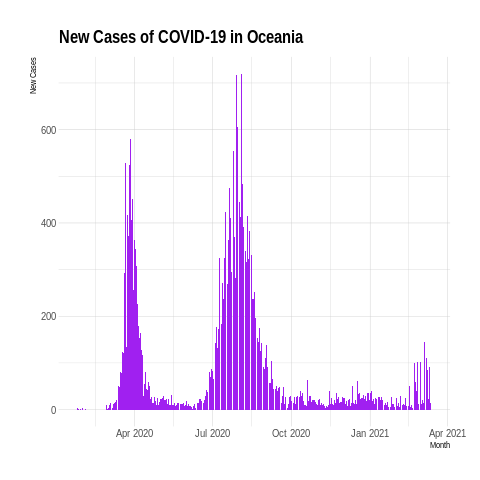 New Cases of COVID-19 in Oceania
New Cases
600
400
200
0
Apr 2020
Jul 2020
Oct 2020
Jan 2021
Apr 2021
Month